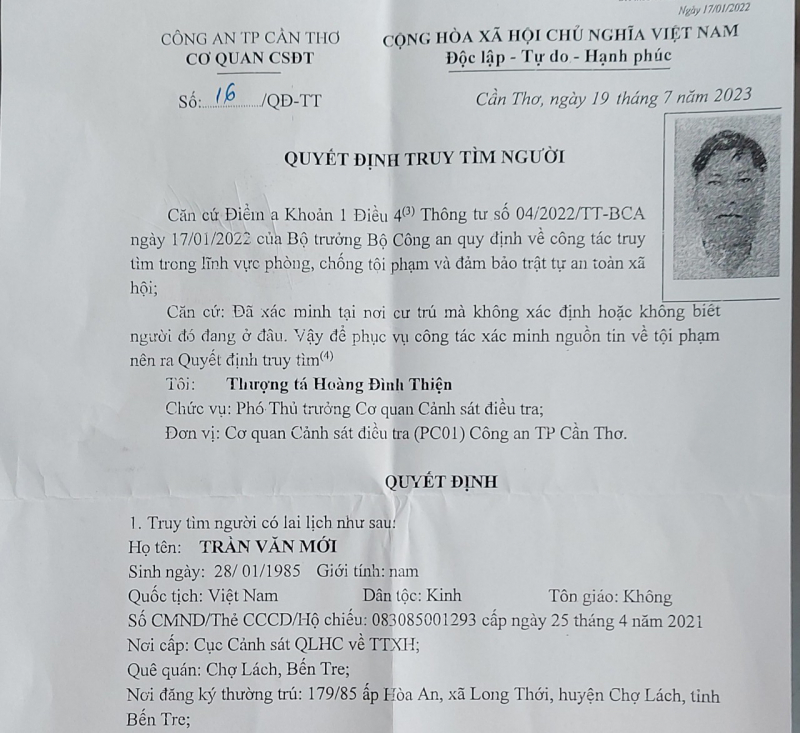 Ngày 17/01/2022
CÔNG AN TP CẦN THƠ
CỘNG HÒA XÃ HỘI CHỦ NGHĨA VIỆT NAM
CƠ QUAN CSĐT
Độc lập - Tự do - Hạnh phúc
Số: 16 /QĐ-TT
Cần Thơ, ngày 19 tháng 7 năm 2023
QUYẾT ĐỊNH TRUY TÌM NGƯỜI
Căn cứ Điểm a Khoản 1 Điều 4⁽³⁾ Thông tư số 04/2022/TT-BCA
ngày 17/01/2022 của Bộ trưởng Bộ Công an quy định về công tác truy
tìm trong lĩnh vực phòng, chống tội phạm và đảm bảo trật tự an toàn xã
hội;
Căn cứ: Đã xác minh tại nơi cư trú mà không xác định hoặc không biết
người đó đang ở đâu. Vậy để phục vụ công tác xác minh nguồn tin về tội phạm
nên ra Quyết định truy tìm⁽⁴⁾
Tôi: Thượng tá Hoàng Đình Thiện
Chức vụ: Phó Thủ trưởng Cơ quan Cảnh sát điều tra;
Đơn vị: Cơ quan Cảnh sát điều tra (PC01) Công an TP Cần Thơ.
QUYẾT ĐỊNH
1. Truy tìm người có lai lịch như sau:
Họ tên: TRẦN VĂN MỚI
Sinh ngày: 28/ 01/1985 Giới tính: nam
Quốc tịch: Việt Nam Dân tộc: Kinh Tôn giáo: Không
Số CMND/Thẻ CCCD/Hộ chiếu: 083085001293 cấp ngày 25 tháng 4 năm 2021
Nơi cấp: Cục Cảnh sát QLHC về TTXH;
Quê quán: Chợ Lách, Bến Tre;
Nơi đăng ký thường trú: 179/85 ấp Hòa An, xã Long Thới, huyện Chợ Lách, tỉnh
Bến Tre;